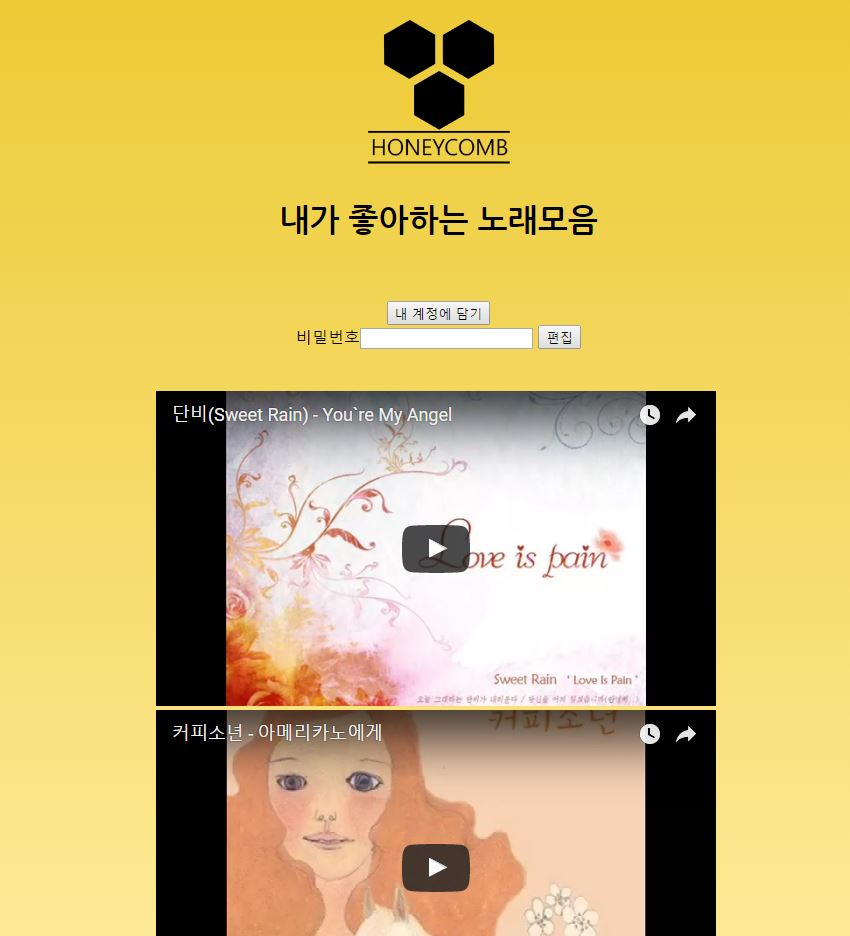 HONEYCOMB
내가 좋아하는 노래모음
내 계정에 담기
비밀번호 편집
단비(Sweet Rain) - You`re My Angel
Love is pain
Sweet Rain ' Love Is Pain '
커피소년
커피소년 - 아메리카노에게